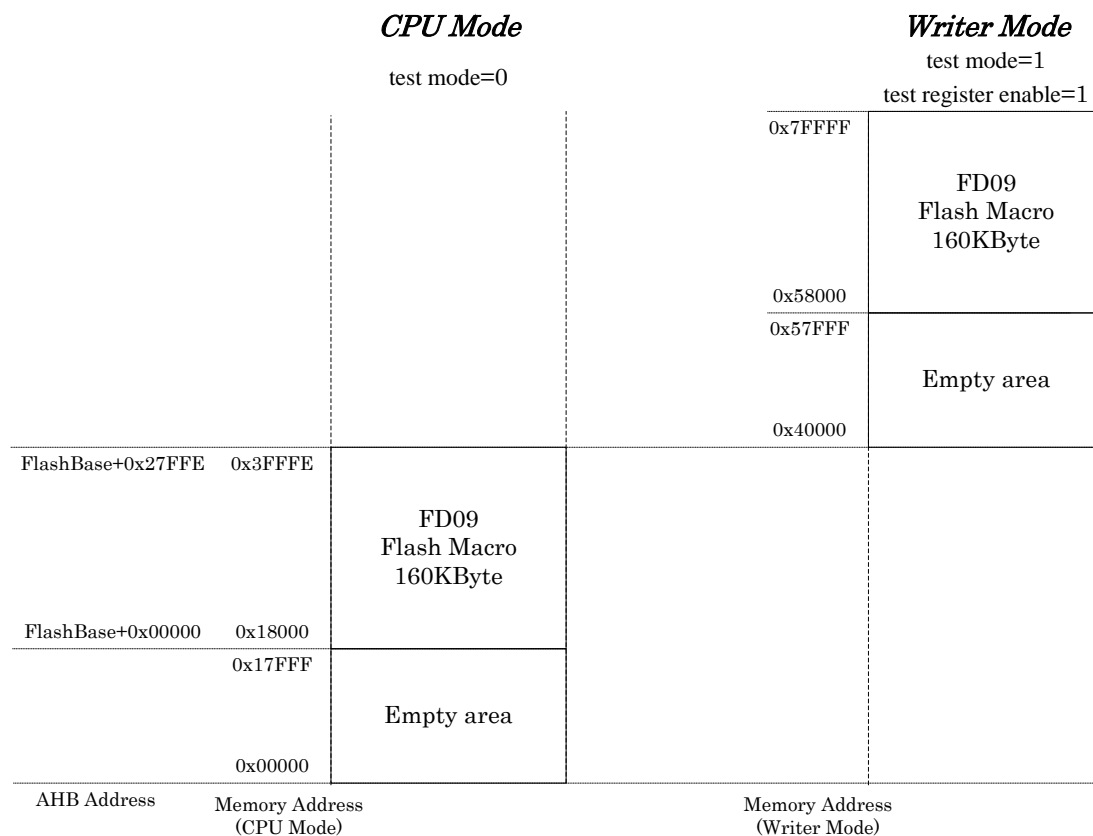 CPU Mode
test mode=0
Writer Mode
test mode=1
test register enable=1
0x7FFFF
FD09
Flash Macro
160KByte
0x58000
0x57FFF
Empty area
0x40000
FlashBase+0x27FFE 0x3FFFE
FD09
Flash Macro
160KByte
FlashBase+0x00000 0x18000
0x17FFF
Empty area
0x00000
AHB Address
Memory Address
(CPU Mode)
Memory Address
(Writer Mode)